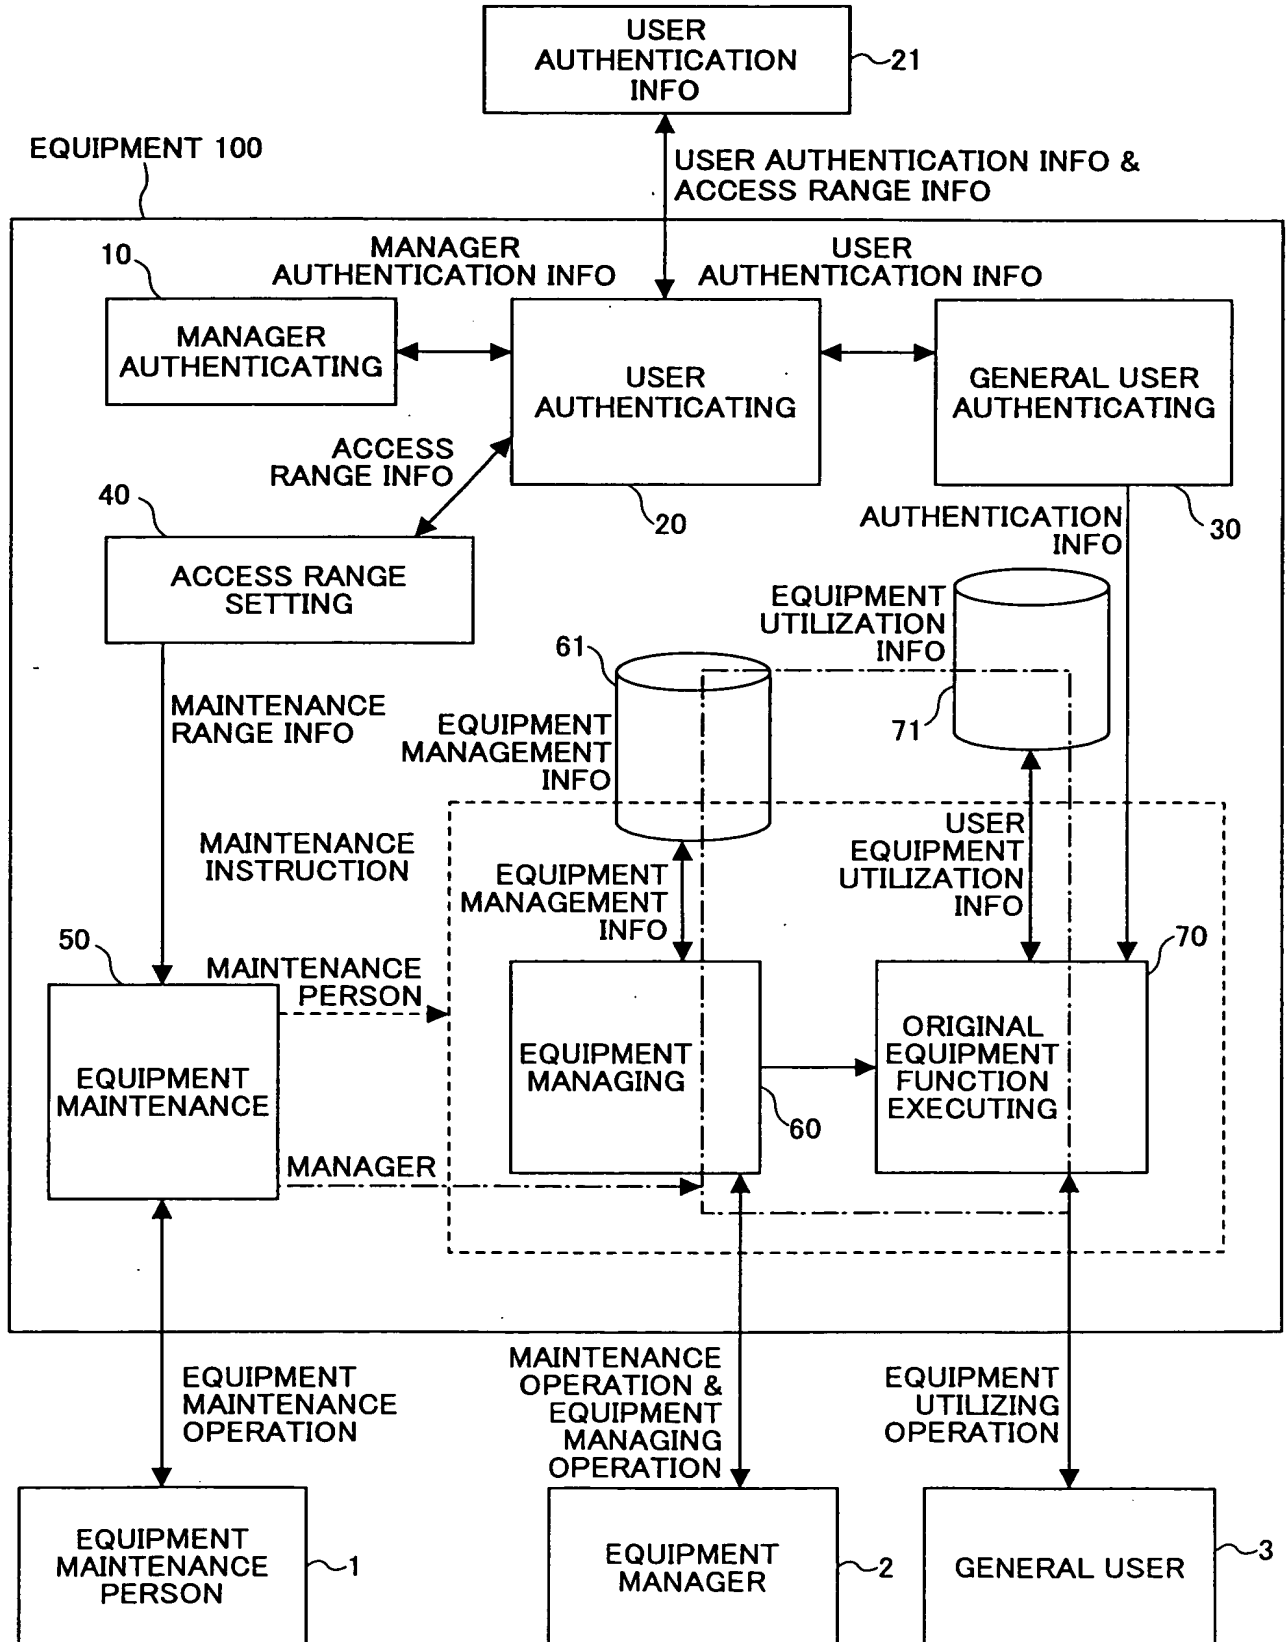 USER
AUTHENTICATION
INFO
21
EQUIPMENT 100
USER AUTHENTICATION INFO &
ACCESS RANGE INFO
10
MANAGER
AUTHENTICATION INFO
USER
AUTHENTICATION INFO
MANAGER
AUTHENTICATING
USER
AUTHENTICATING
GENERAL USER
AUTHENTICATING
ACCESS
RANGE INFO
40
20
AUTHENTICATION
INFO
30
ACCESS RANGE
SETTING
EQUIPMENT
UTILIZATION
INFO
61
71
MAINTENANCE
RANGE INFO
EQUIPMENT
MANAGEMENT
INFO
MAINTENANCE
INSTRUCTION
EQUIPMENT
MANAGEMENT
INFO
USER
EQUIPMENT
UTILIZATION
INFO
50
MAINTENANCE
PERSON
70
EQUIPMENT
MAINTENANCE
EQUIPMENT
MANAGING
ORIGINAL
EQUIPMENT
FUNCTION
EXECUTING
60
MANAGER
EQUIPMENT
MAINTENANCE
OPERATION
MAINTENANCE
OPERATION &
EQUIPMENT
MANAGING
OPERATION
EQUIPMENT
UTILIZING
OPERATION
EQUIPMENT
MAINTENANCE
PERSON
1
EQUIPMENT
MANAGER
2
GENERAL USER
3